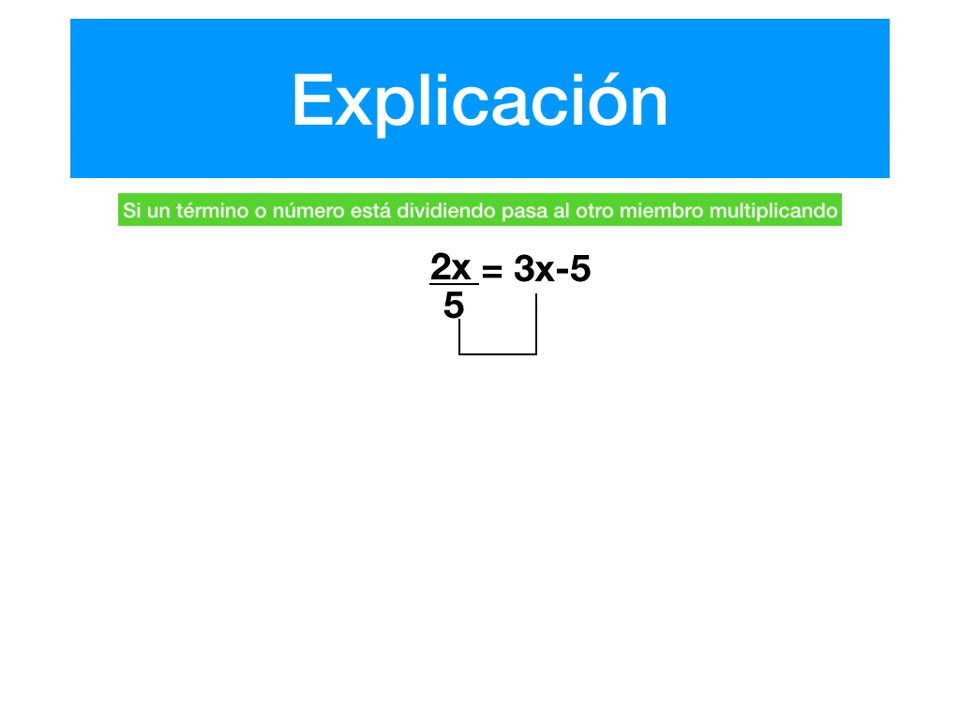 Explicación
Si un término o número está dividiendo pasa al otro miembro multiplicando
2x = 3x-5
5